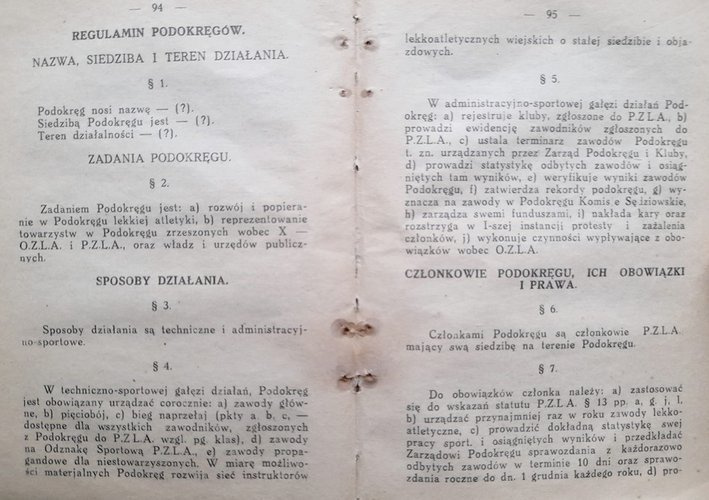 — 94 —
REGULAMIN PODOKRĘGÓW.
NAZWA, SIEDZIBA I TEREN DZIAŁANIA.
§ 1.
Podokręg nosi nazwę — (?).
Siedzibą Podokręgu jest — (?).
Teren działalności — (?).
ZADANIA PODOKRĘGU.
§ 2.
Zadaniem Podokręgu jest: a) rozwój i popiera-
nie w Podokręgu lekkiej atletyki, b) reprezentowanie
towarzystw w Podokręgu zrzeszonych wobec X —
O.Z.L.A. i P.Z.L.A., oraz władz i urzędów publicz-
nych.
SPOSOBY DZIAŁANIA.
§ 3.
Sposoby działania są techniczne i administracyj-
no-sportowe.
§ 4.
W techniczno-sportowej gałęzi działań, Podokręg
jest obowiązany urządzać corocznie: a) zawody głów-
ne, b) pięciobój, c) bieg naprzełaj (pkty a. b, c, —
dostępne dla wszystkich zawodników, zgłoszonych
z Podokręgu do P.Z.L.A. wzgl. pg. klas), d) zawody
na Odznakę Sportową P.Z.L.A., e) zawody propa-
gandowe dla niestowarzyszonych. W miarę możliwo-
ści materjalnych Podokręg rozwija sieć instruktorów
— 95 —
lekkoatletycznych wiejskich o stałej siedzibie i obja-
zdowych.
§ 5.
W administracyjno-sportowej gałęzi działań Pod-
okręg: a) rejestruje kluby, zgłoszone do P.Z.L.A., b)
prowadzi ewidencję zawodników zgłoszonych do
P.Z.L.A., c) ustala terminarz zawodów Podokręgu
t. zn. urządzanych przez Zarząd Podokręgu i Kluby,
d) prowadzi statystykę odbytych zawodów i osiąg-
niętych tam wyników, e) weryfikuje wyniki zawodów
Podokręgu, f) zatwierdza rekordy podokręgu, g) wy-
znacza na zawody w Podokręgu Komis e Sędziowskie,
h) zarządza swemi funduszami, i) nakłada kary oraz
rozstrzyga w I-szej instancji protesty i zażalenia
członków, j) wykonuje czynności wypływające z obo-
wiązków wobec O.Z.L.A.
CZŁONKOWIE PODOKRĘGU, ICH OBOWIĄZKI
I PRAWA.
§ 6.
Członkami Podokręgu są członkowie P.Z.L.A.
mający swą siedzibę na terenie Podokręgu.
§ 7.
Do obowiązków członka należy: a) zastosować
się do wskazań statutu P.Z.L.A. § 13 pp. a, g, j, l,
b) urządzać przynajmniej raz w roku zawody lekko-
atletyczne, c) prowadzić dokładną statystykę swej
pracy sport. i osiągniętych wyników i przedkładać
Zarządowi Podokręgu sprawozdania z każdorazowo
odbytych zawodów w terminie 10 dni oraz sprawo-
zdania roczne do dn. 1 grudnia każdego roku, d) pro-